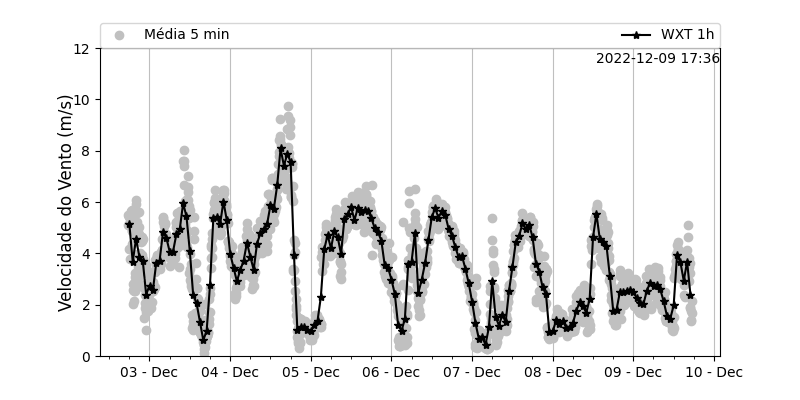 Média 5 min
WXT 1h
2022-12-09 17:36
Velocidade do Vento (m/s)
12
10
8
6
4
2
0
03 - Dec 04 - Dec 05 - Dec 06 - Dec 07 - Dec 08 - Dec 09 - Dec 10 - Dec